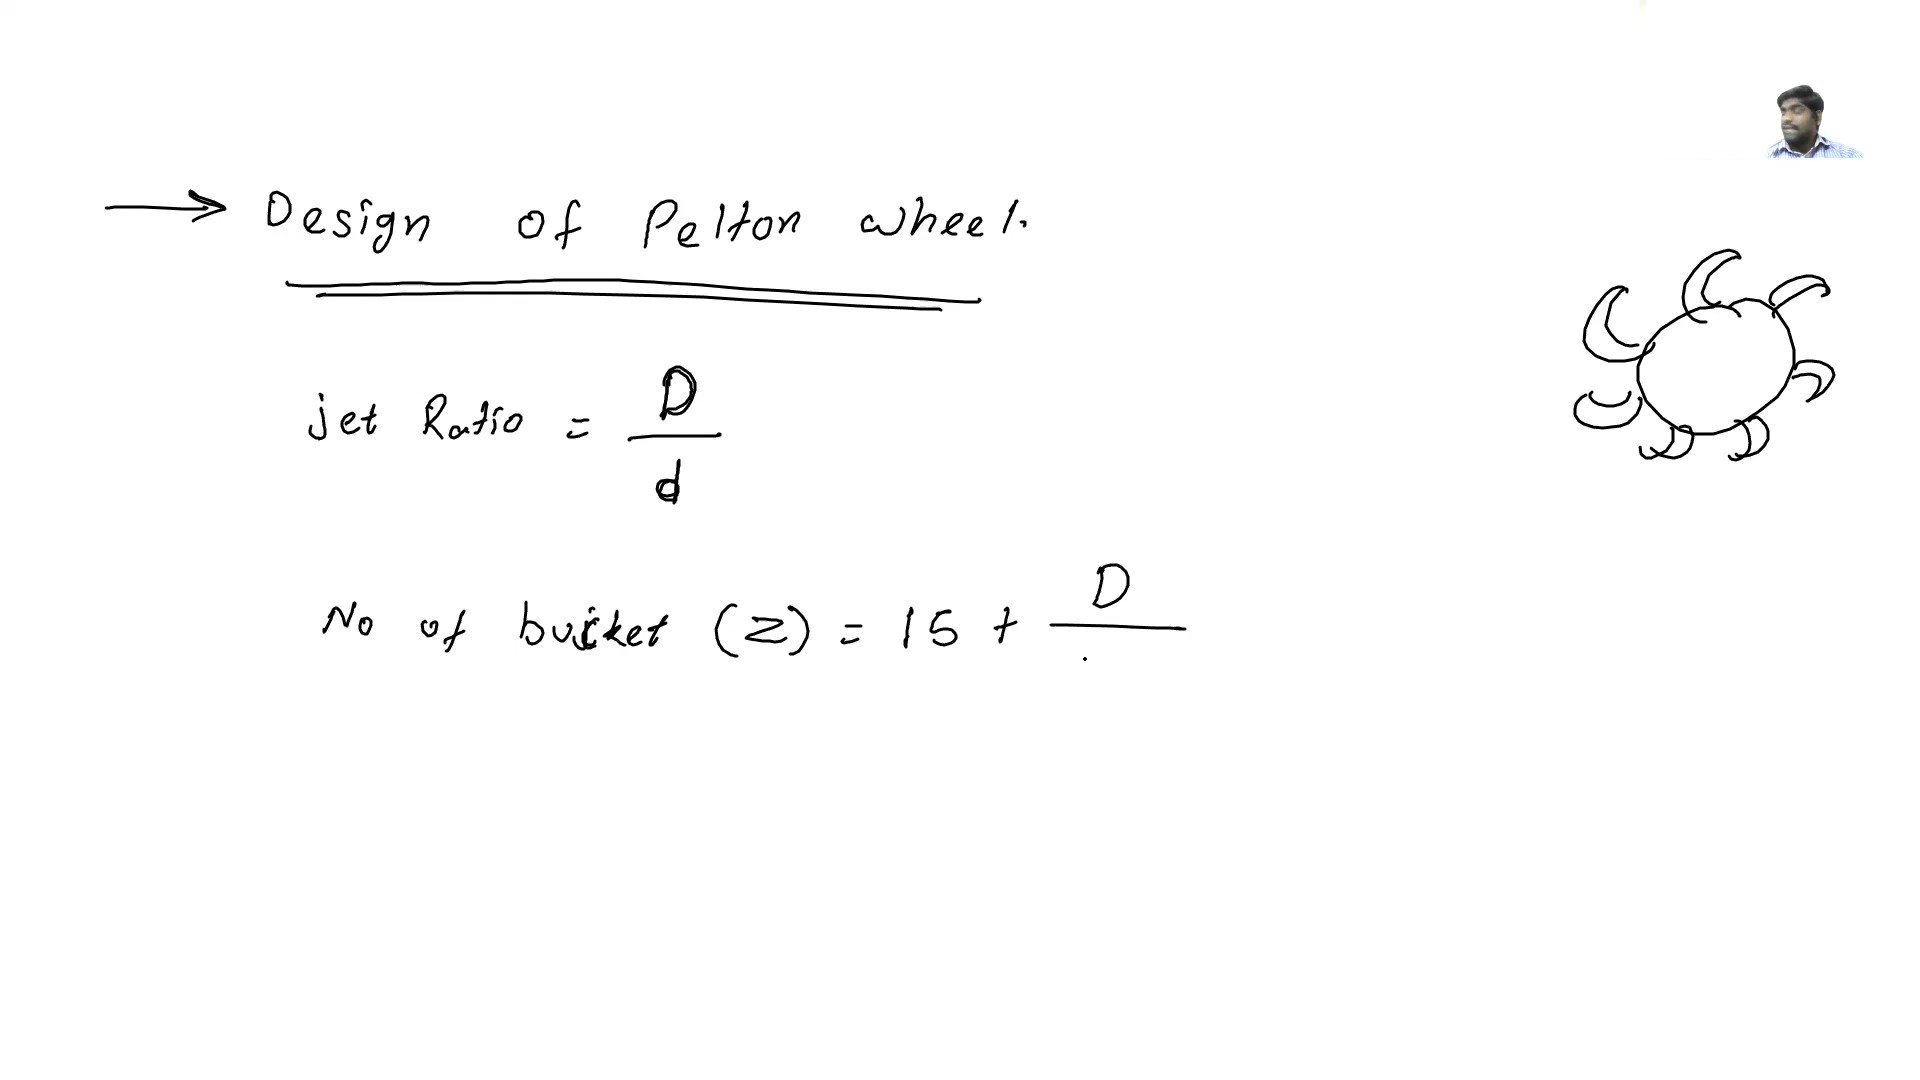 → Design of Pelton wheel.
jet Ratio = D/d
No of bucket (Z) = 15 + D/